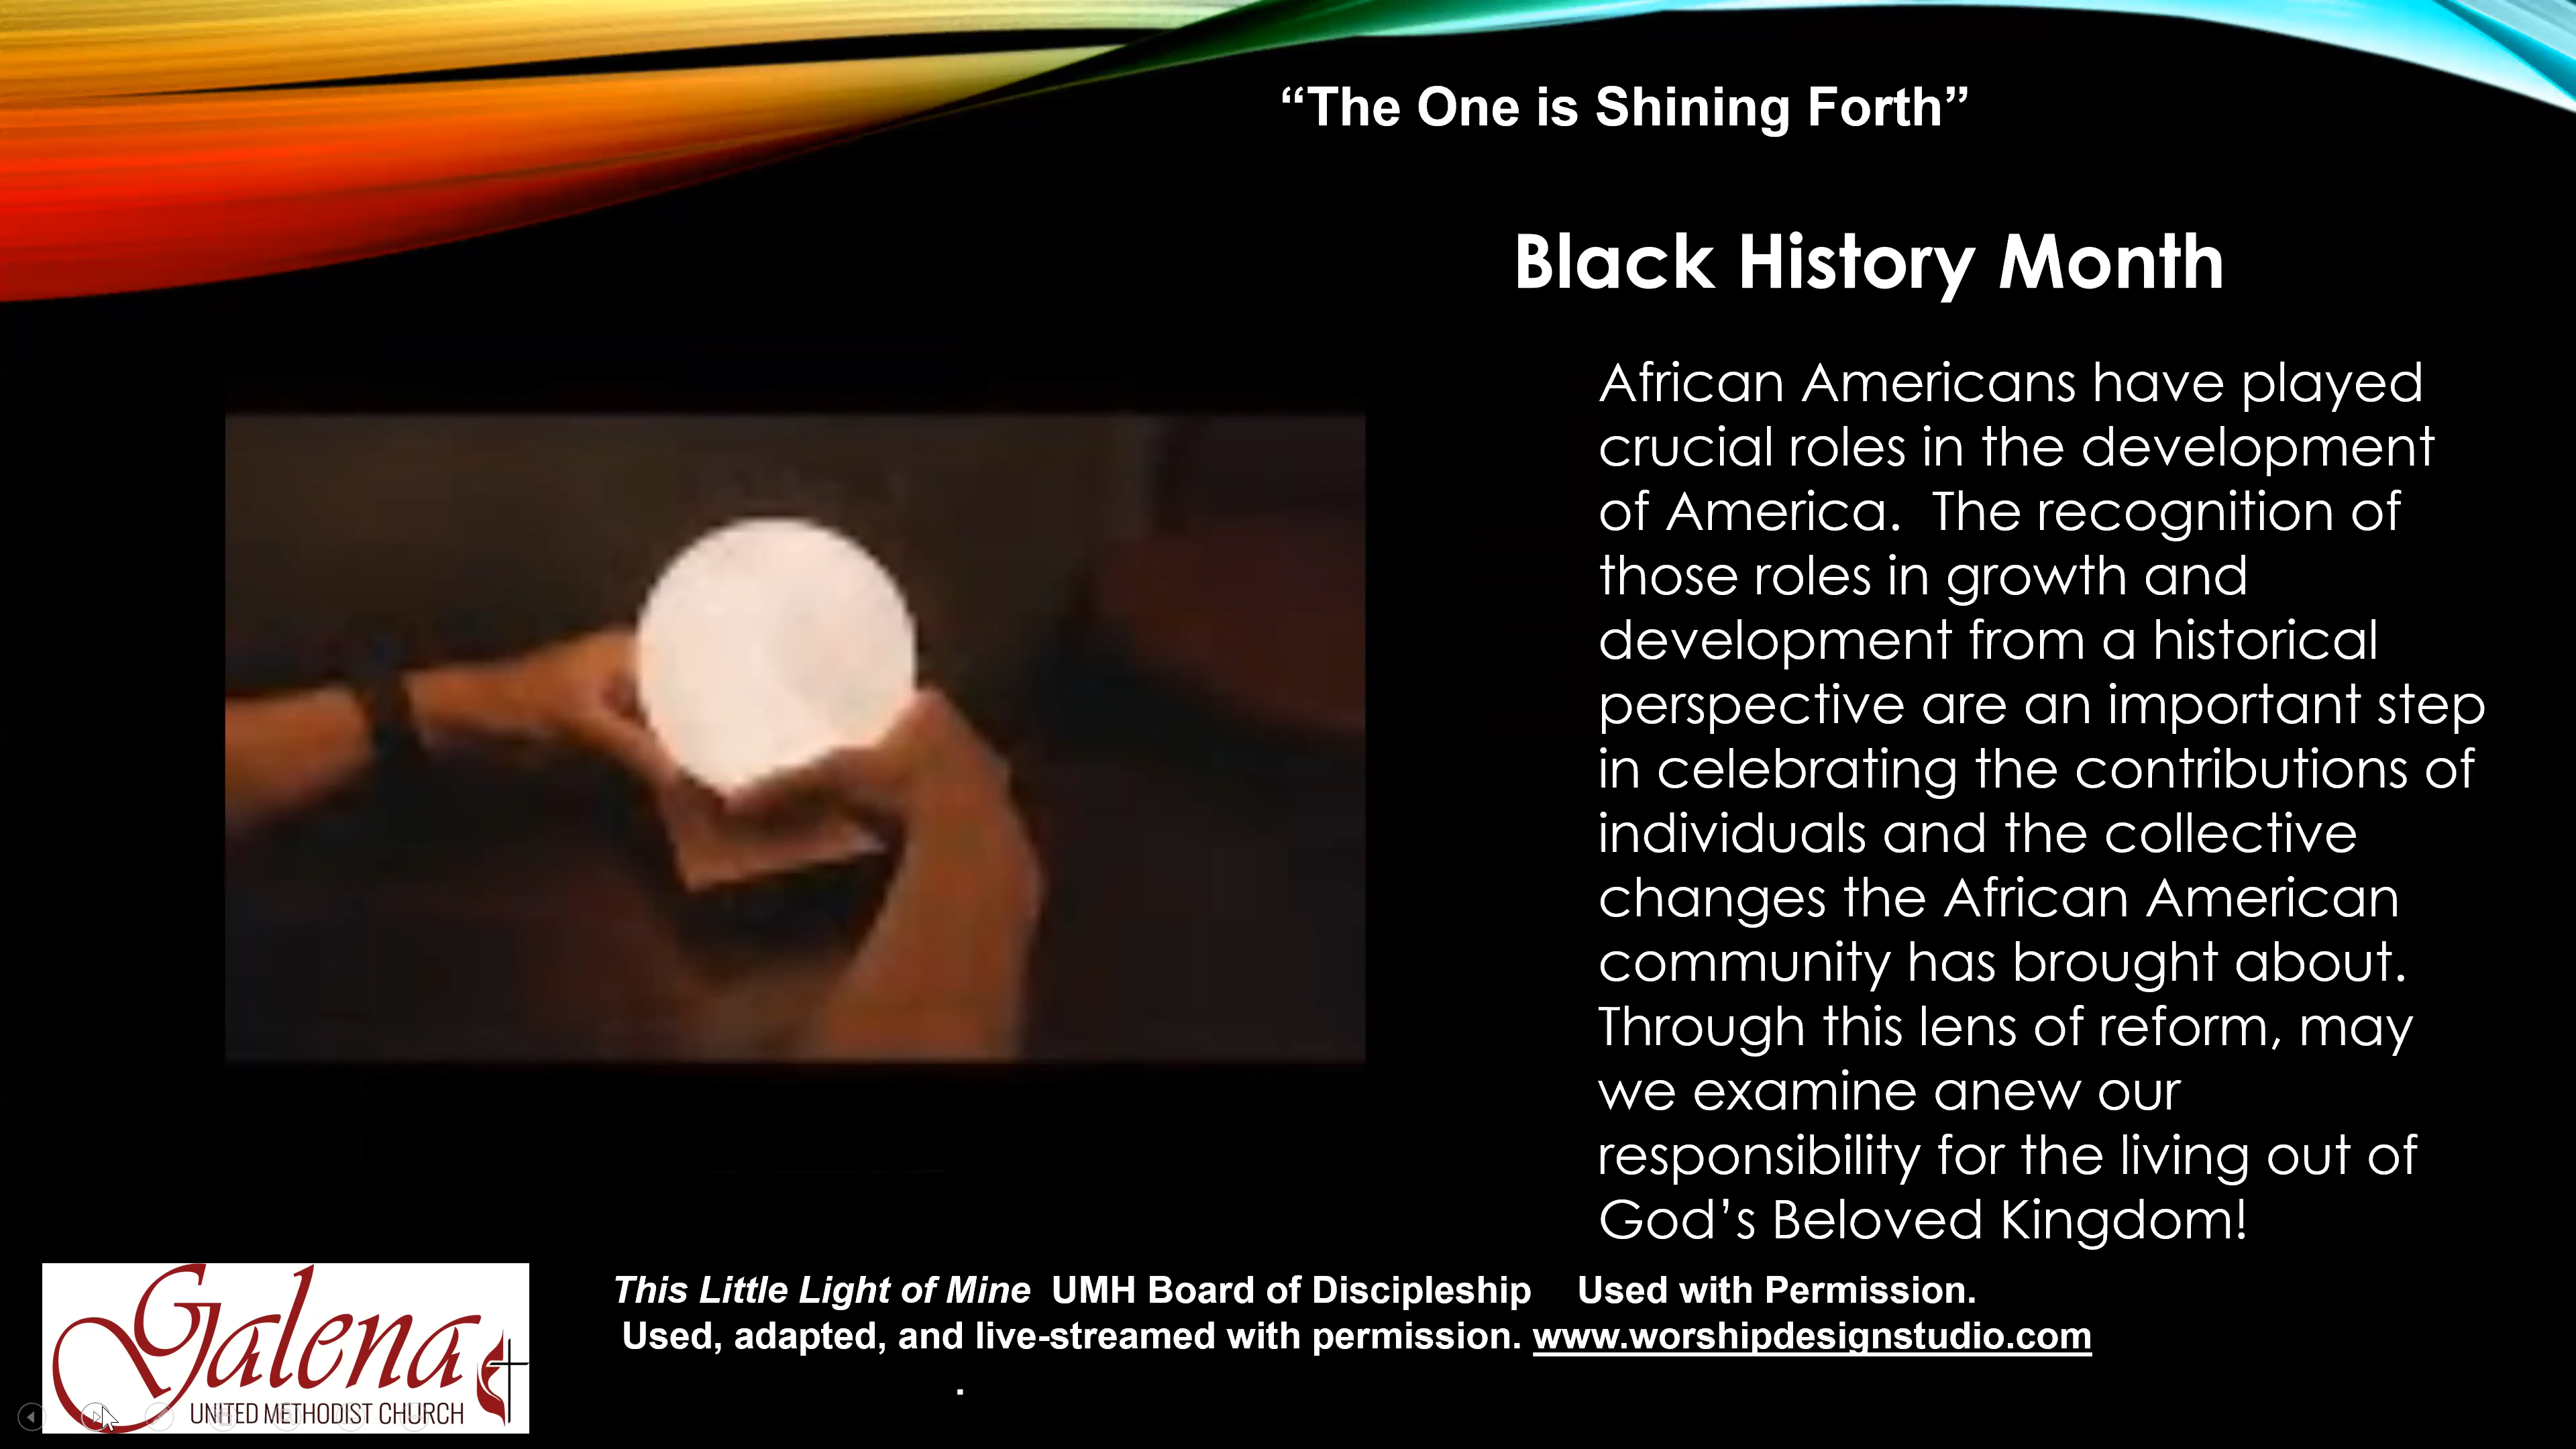 “The One is Shining Forth”
Black History Month
African Americans have played
crucial roles in the development
of America.  The recognition of
those roles in growth and
development from a historical
perspective are an important step
in celebrating the contributions of
individuals and the collective
changes the African American
community has brought about.
Through this lens of reform, may
we examine anew our
responsibility for the living out of
God’s Beloved Kingdom!
This Little Light of Mine  UMH Board of Discipleship    Used with Permission.
Used, adapted, and live-streamed with permission. www.worshipdesignstudio.com
.
Galena
UNITED METHODIST CHURCH